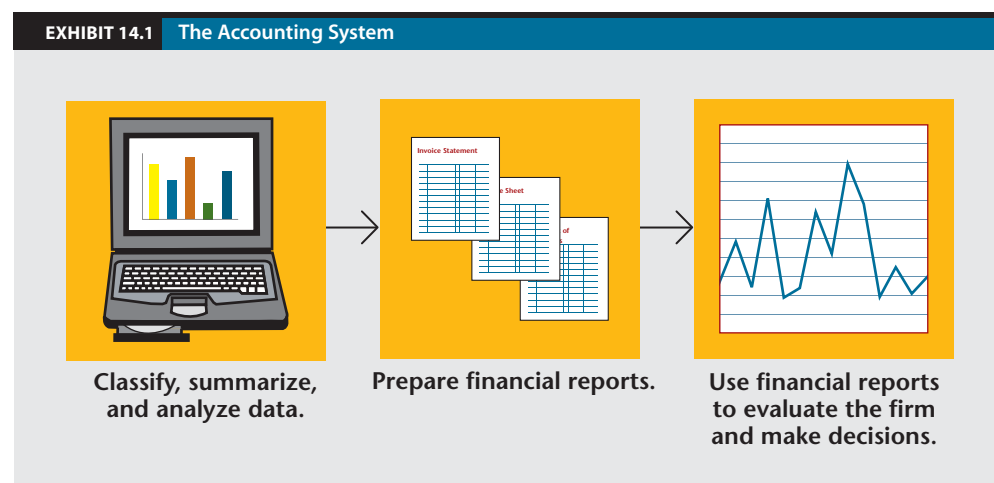 EXHIBIT 14.1 The Accounting System
Invoice Statement
e Sheet
of
s
Classify, summarize,
and analyze data.
Prepare financial reports.
Use financial reports
to evaluate the firm
and make decisions.